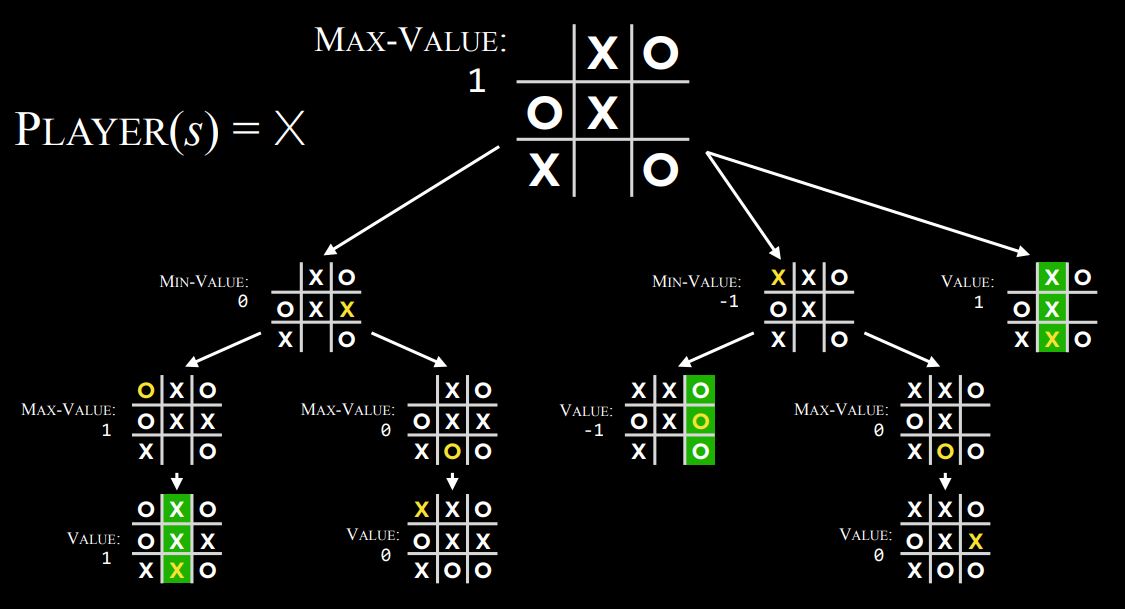 MAX-VALUE:
1
X O
O X
X O
PLAYER(s) = X
MIN-VALUE:
0
X O
O X X
X O
MIN-VALUE:
-1
X X O
O X
X O
VALUE:
1
X O
O X
X X O
MAX-VALUE:
1
O X O
O X X
X O
MAX-VALUE:
0
X O
O X X
X O O
VALUE:
-1
X X O
O X O
X O
MAX-VALUE:
0
X X O
O X
X O O
VALUE:
1
O X O
O X X
X X O
VALUE:
0
X X O
O X X
X O O
VALUE:
0
X X O
O X X
X O O